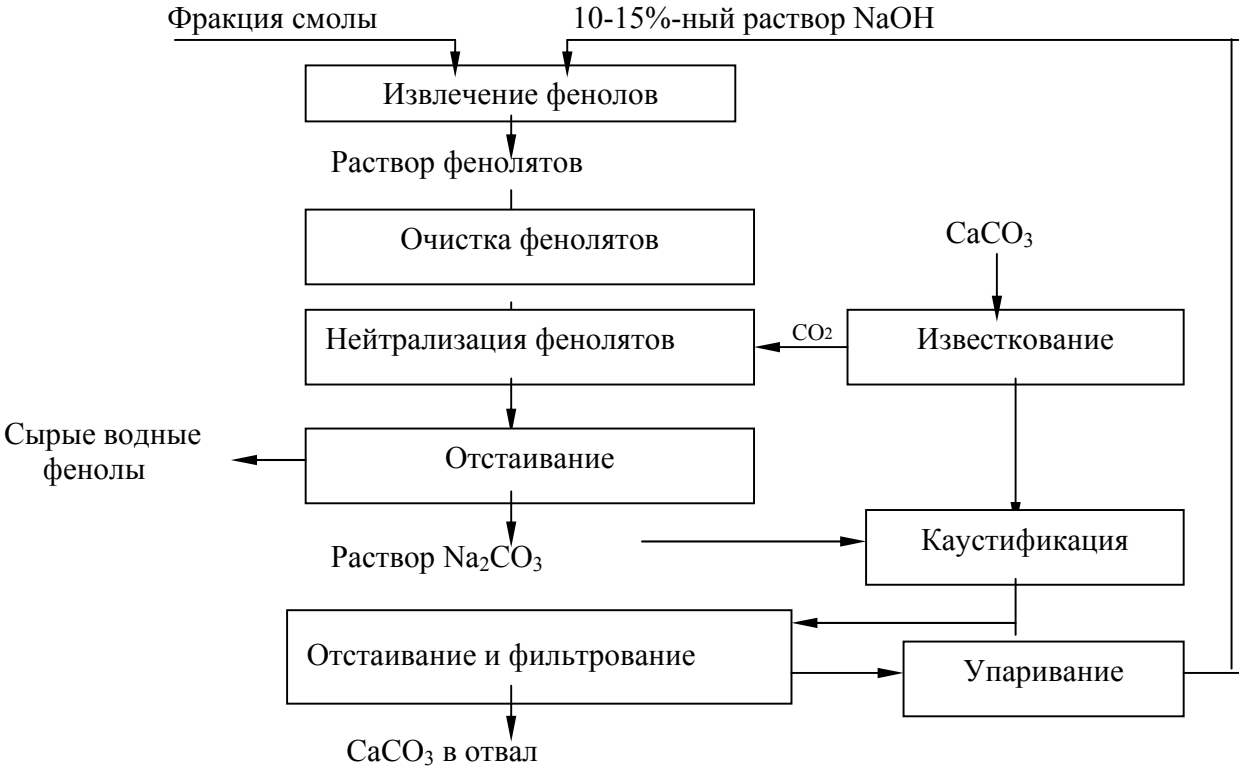 Фракция смолы
10-15%-ный раствор NaOH
Извлечение фенолов
Раствор фенолятов
Очистка фенолятов
CaCO₃
Нейтрализация фенолятов
CO2
Известкование
Сырые водные
фенолы
Отстаивание
Раствор Na₂CO₃
Каустификация
Отстаивание и фильтрование
Упаривание
CaCO₃ в отвал